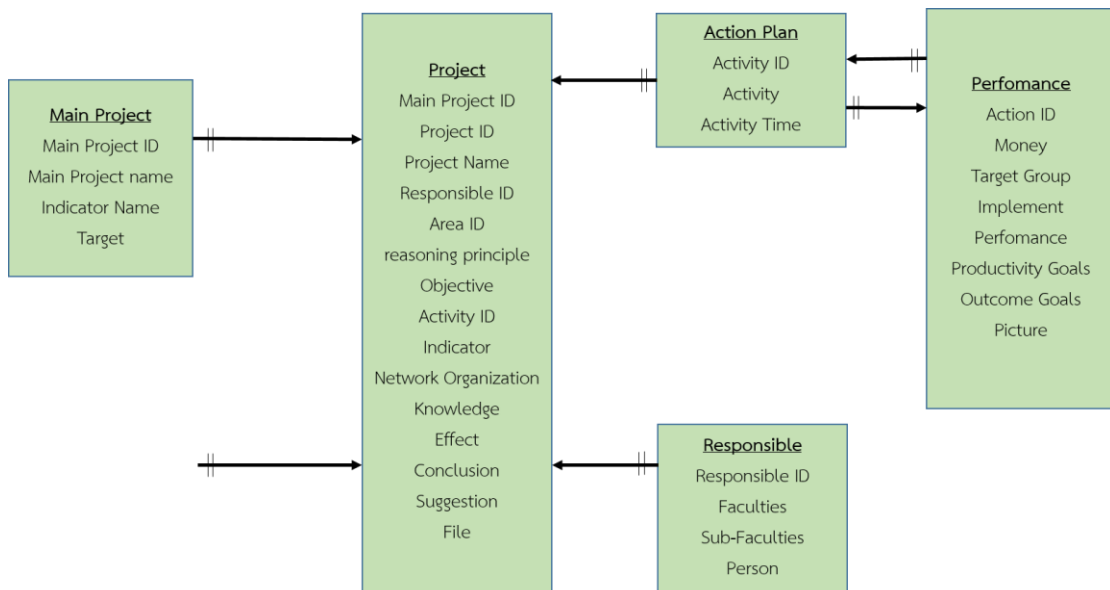 Main Project
Main Project ID
Main Project name
Indicator Name
Target
Project
Main Project ID
Project ID
Project Name
Responsible ID
Area ID
reasoning principle
Objective
Activity ID
Indicator
Network Organization
Knowledge
Effect
Conclusion
Suggestion
File
Action Plan
Activity ID
Activity
Activity Time
Responsible
Responsible ID
Faculties
Sub-Faculties
Person
Perfomance
Action ID
Money
Target Group
Implement
Perfomance
Productivity Goals
Outcome Goals
Picture